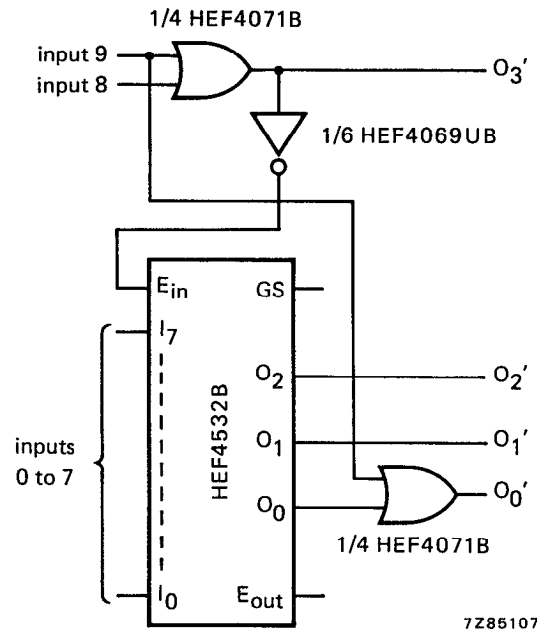 1/4 HEF4071B
input 9
input 8
O3'
1/6 HEF4069UB
Ein
GS
I7
O2
O2'
HEF4532B
inputs
0 to 7
O1
O1'
O0
O0'
1/4 HEF4071B
I0
Eout
7Z85107